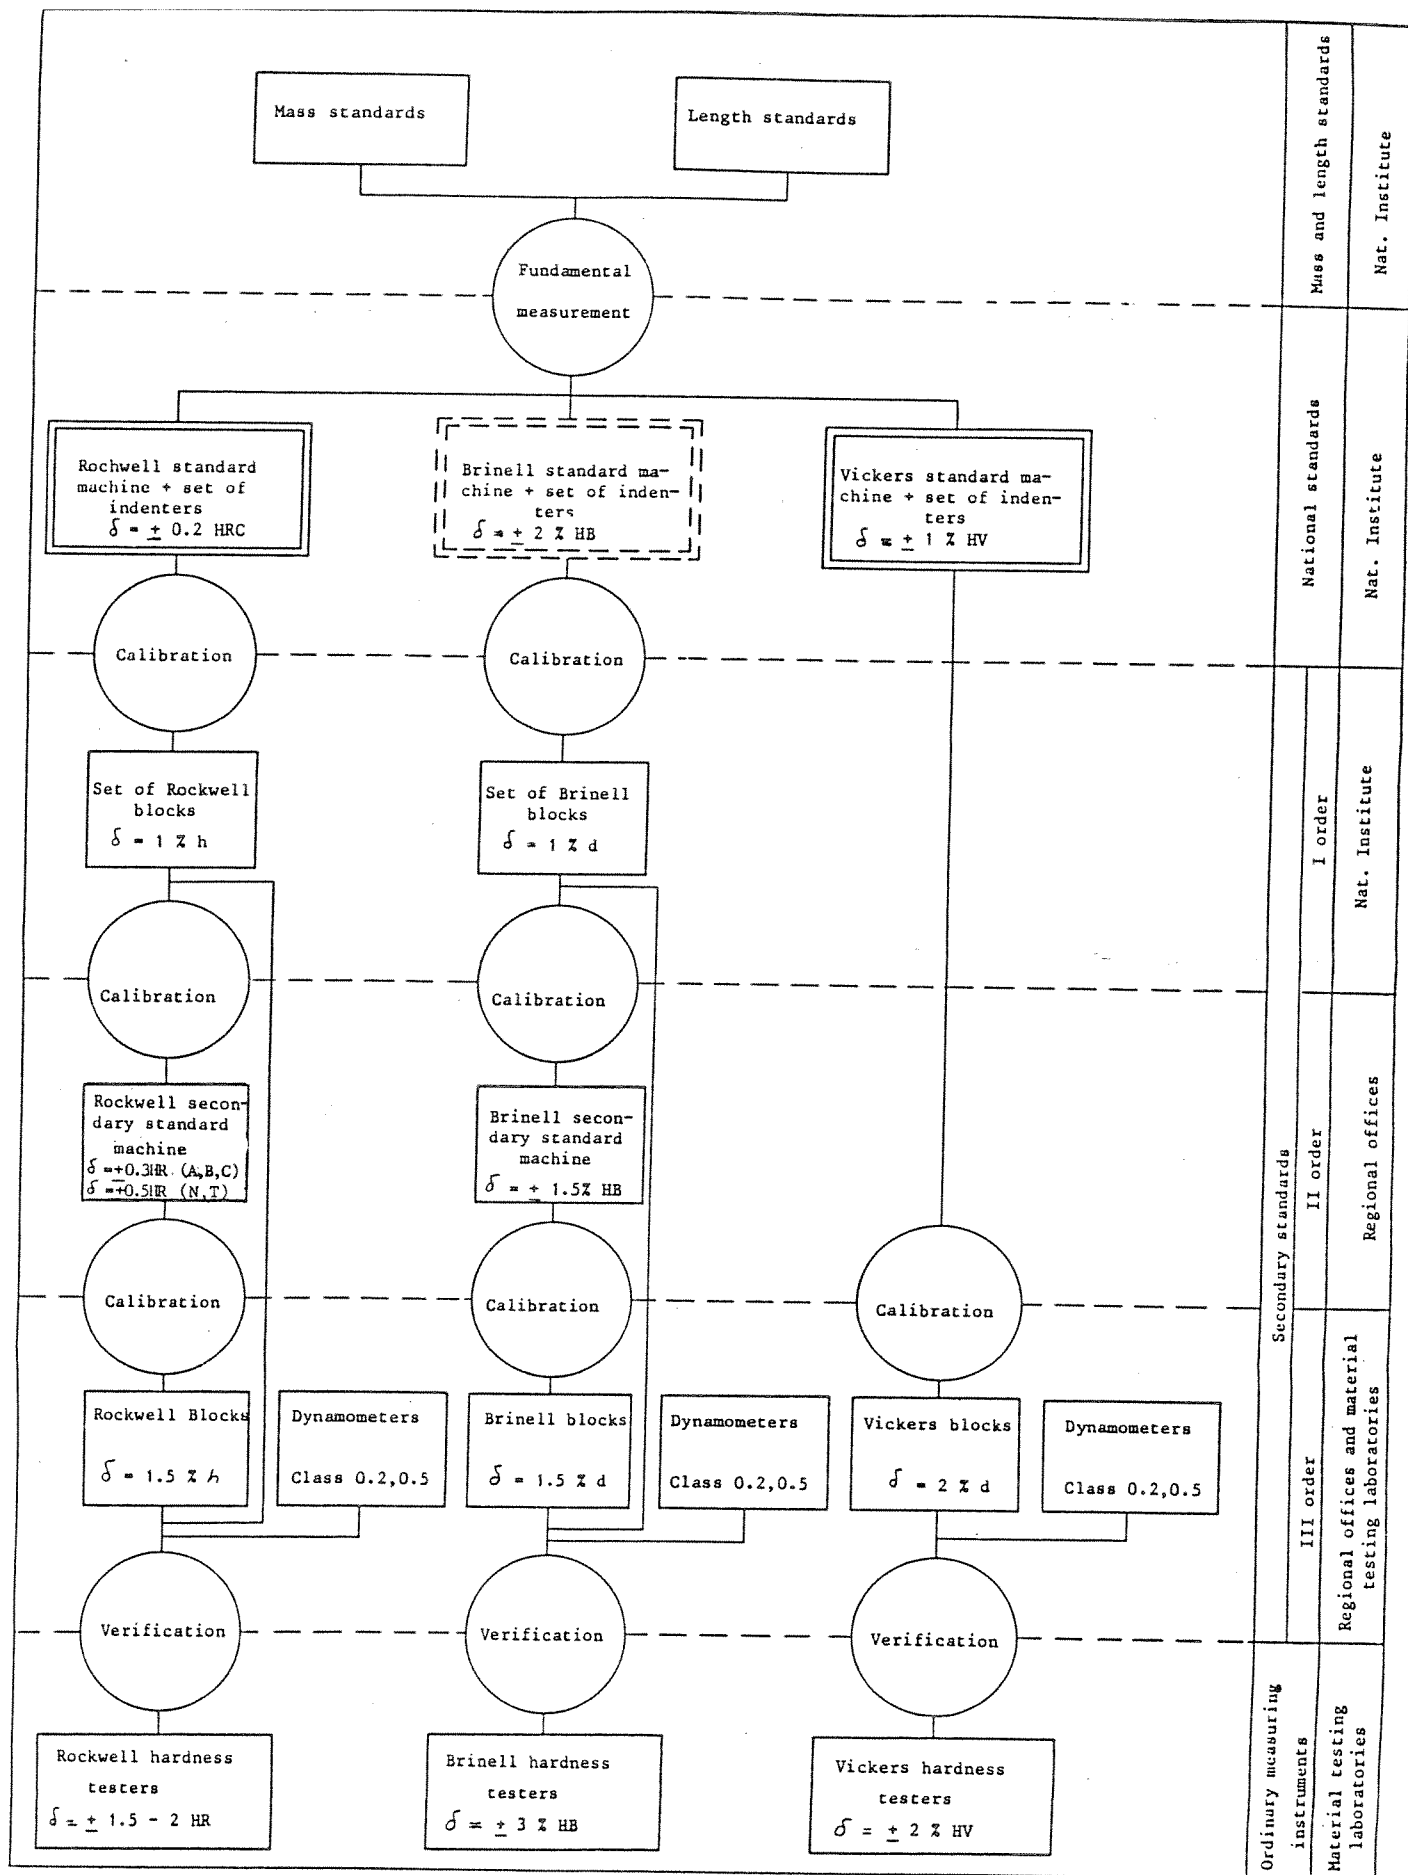 Mass standards
Length standards
Mass and length standards
Nat. Institute
Fundamental
measurement
Rochwell standard
machine + set of
indenters
δ = ± 0.2 HRC
Brinell standard ma-
chine + set of inden-
ters
δ = ± 2 % HB
Vickers standard ma-
chine + set of inden-
ters
δ = ± 1 % HV
National standards
Nat. Institute
Calibration
Calibration
Set of Rockwell
blocks
δ = 1 % h
Set of Brinell
blocks
δ = 1 % d
I order
Nat. Institute
Calibration
Calibration
Rockwell secon-
dary standard
machine
δ =±0.3HR (A,B,C)
δ =±0.5HR (N,T)
Brinell secon-
dary standard
machine
δ = ± 1.5% HB
Secondary standards
II order
Regional offices
Calibration
Calibration
Calibration
Rockwell Blocks
δ = 1.5 % h
Dynamometers
Class 0.2,0.5
Brinell blocks
δ = 1.5 % d
Dynamometers
Class 0.2,0.5
Vickers blocks
δ = 2 % d
Dynamometers
Class 0.2,0.5
III order
Regional offices and material
testing laboratories
Verification
Verification
Verification
Rockwell hardness
testers
δ = ± 1.5 - 2 HR
Brinell hardness
testers
δ = ± 3 % HB
Vickers hardness
testers
δ = ± 2 % HV
Ordinary measuring
instruments
Material testing
laboratories